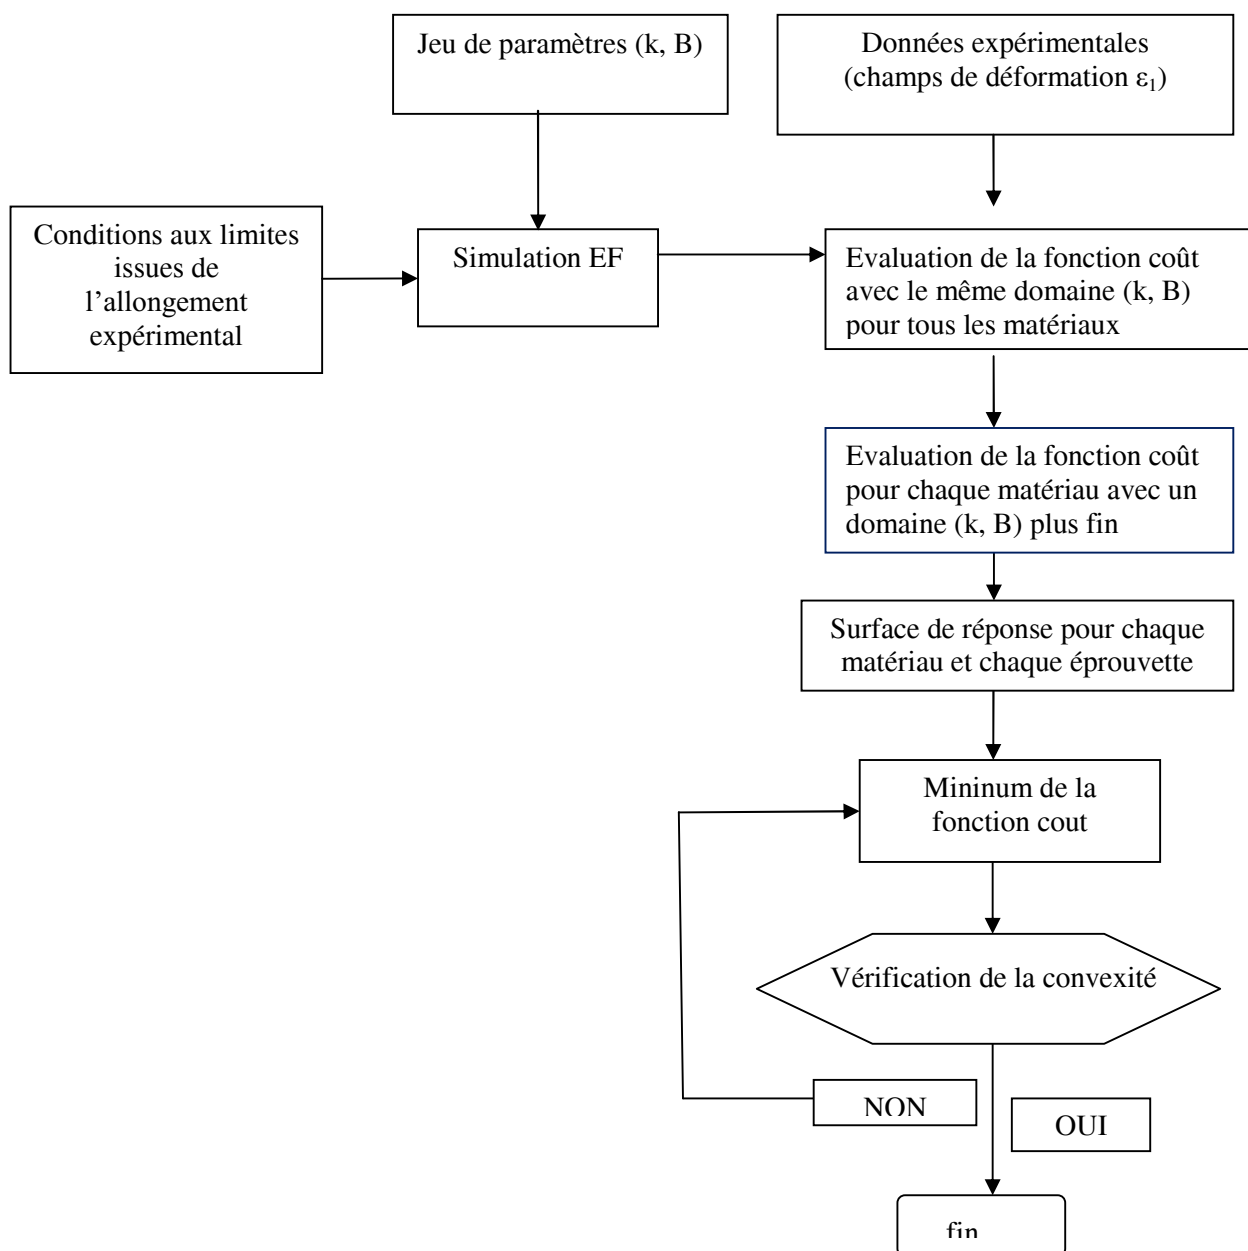 Jeu de paramètres (k, B)
Données expérimentales
(champs de déformation ε₁)
Conditions aux limites
issues de
l’allongement
expérimental
Simulation EF
Evaluation de la fonction coût
avec le même domaine (k, B)
pour tous les matériaux
Evaluation de la fonction coût
pour chaque matériau avec un
domaine (k, B) plus fin
Surface de réponse pour chaque
matériau et chaque éprouvette
Mininum de la
fonction cout
Vérification de la convexité
NON
OUI
fin